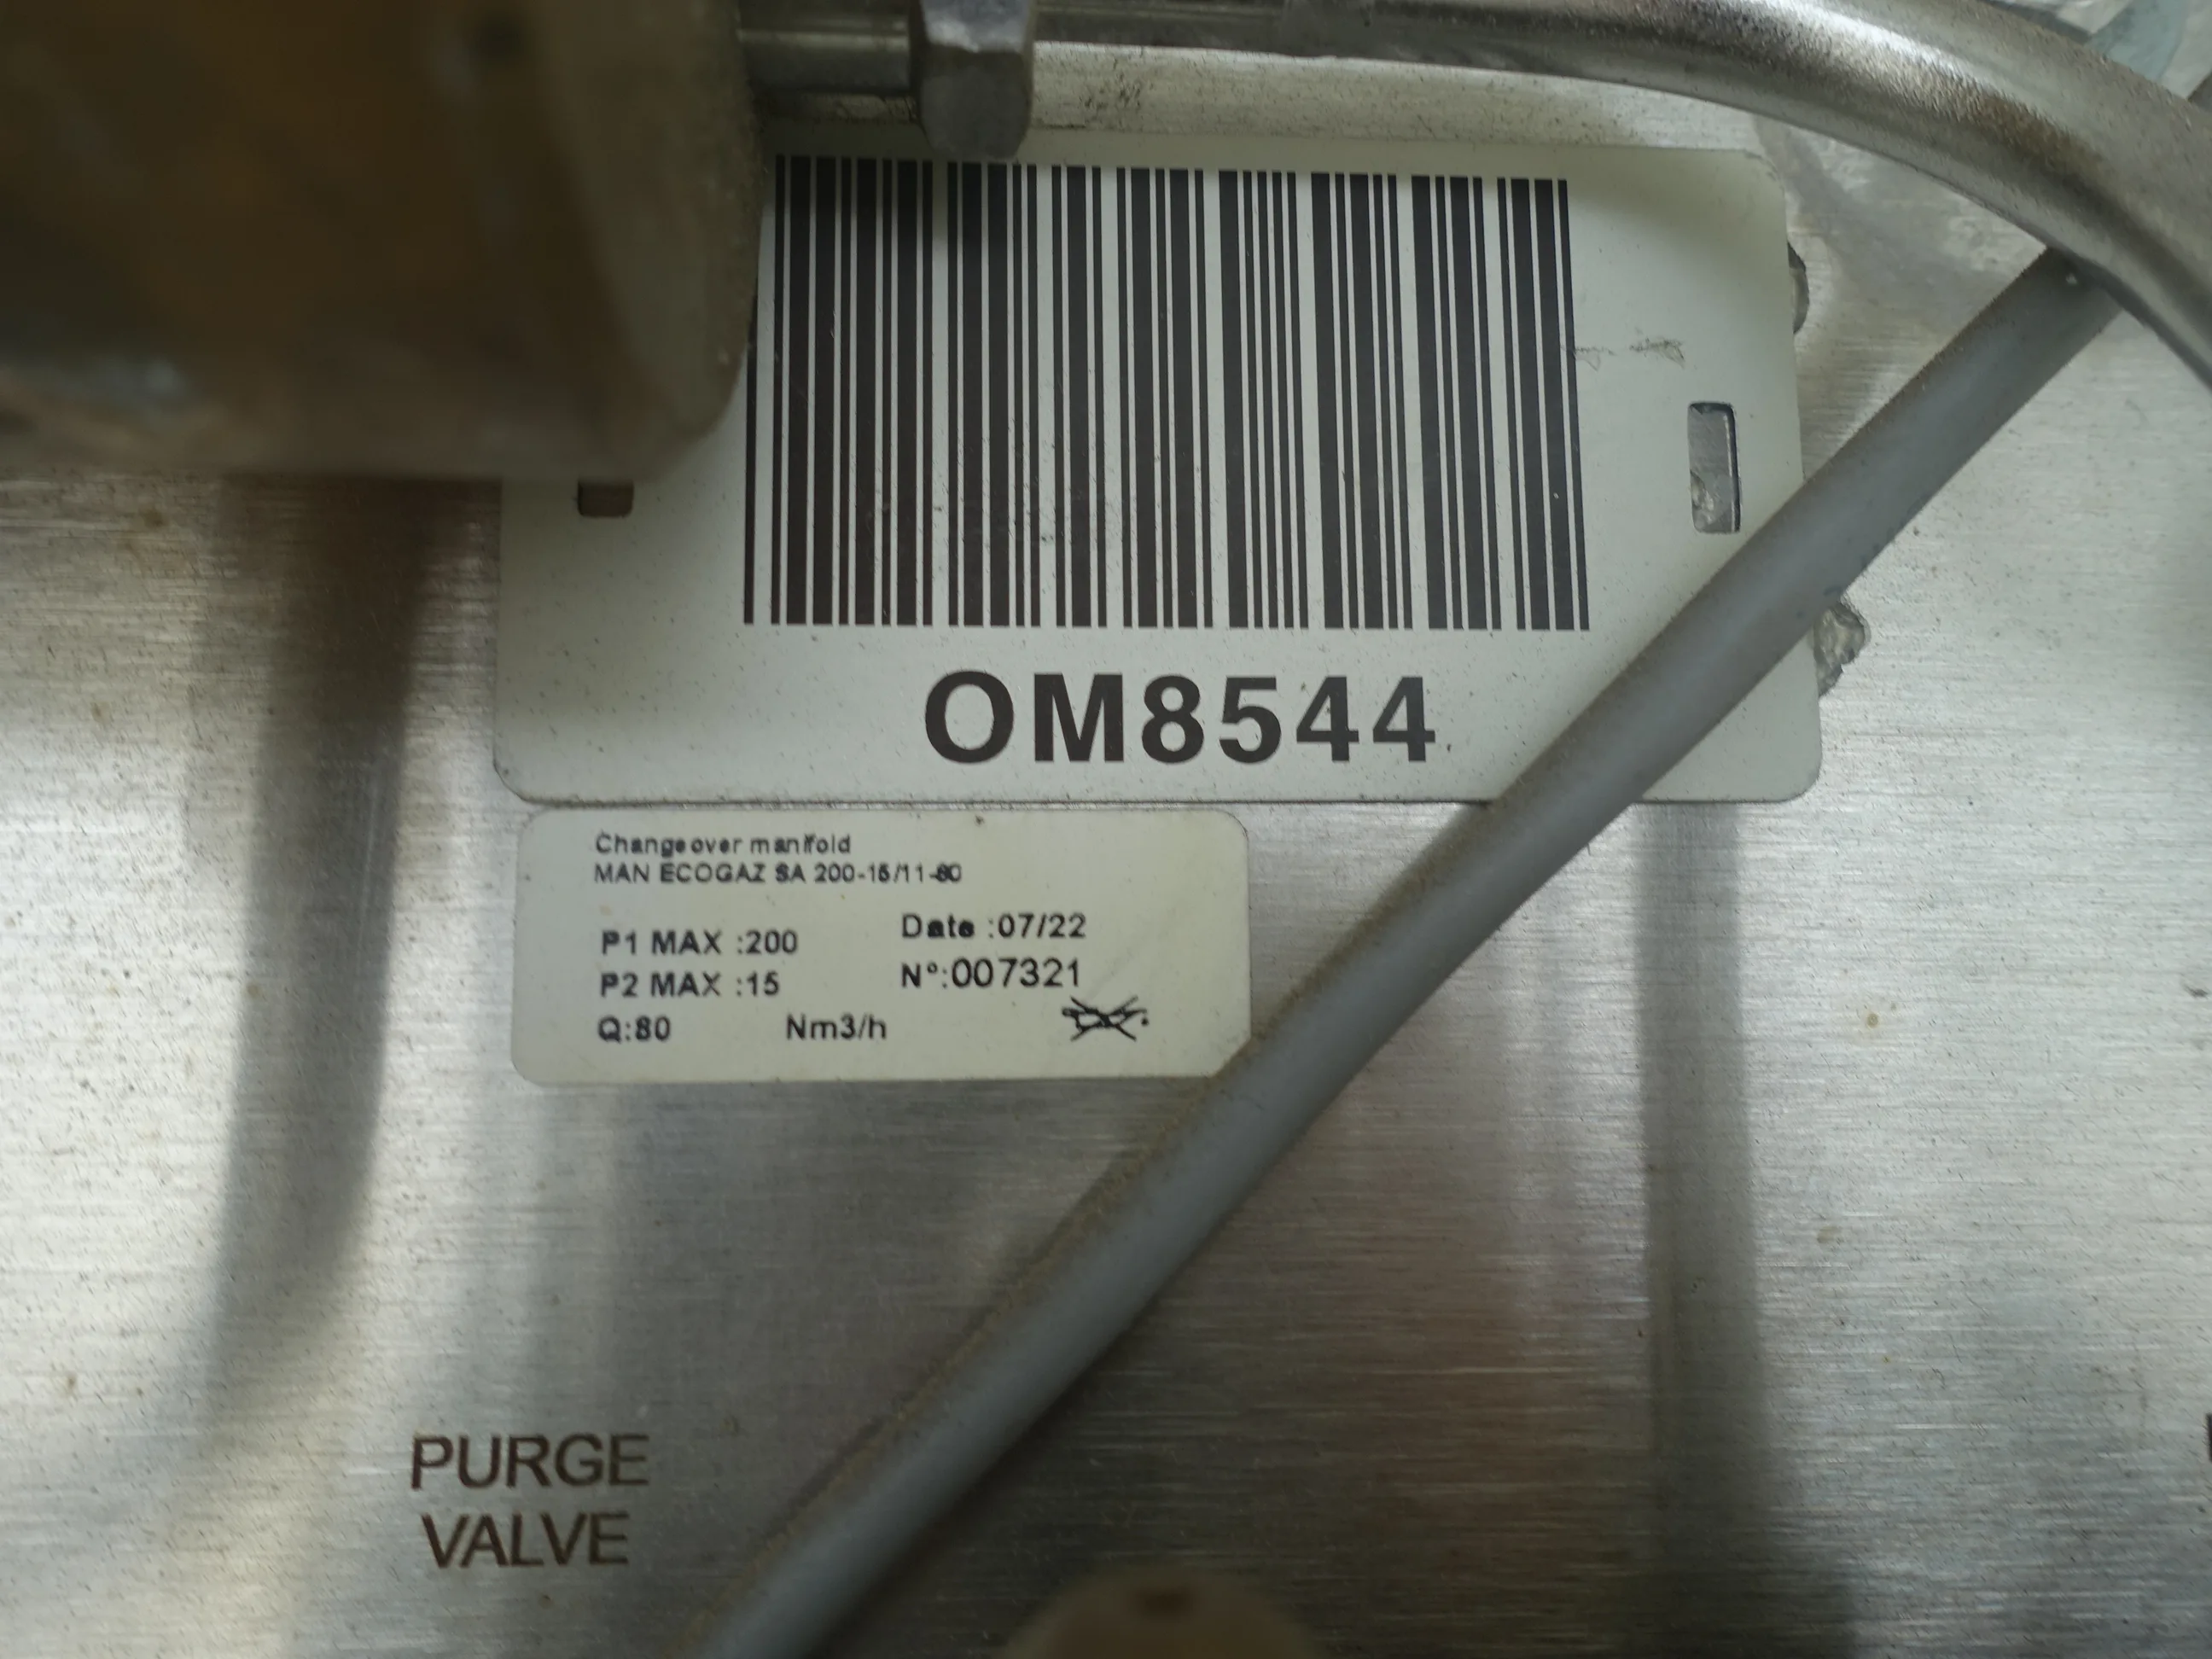 OM8544
Changeover manifold
MAN ECOGAZ SA 200-15/11-80
P1 MAX :200
Date :07/22
P2 MAX :15
Nº:007321
Q:80 Nm3/h
PURGE
VALVE